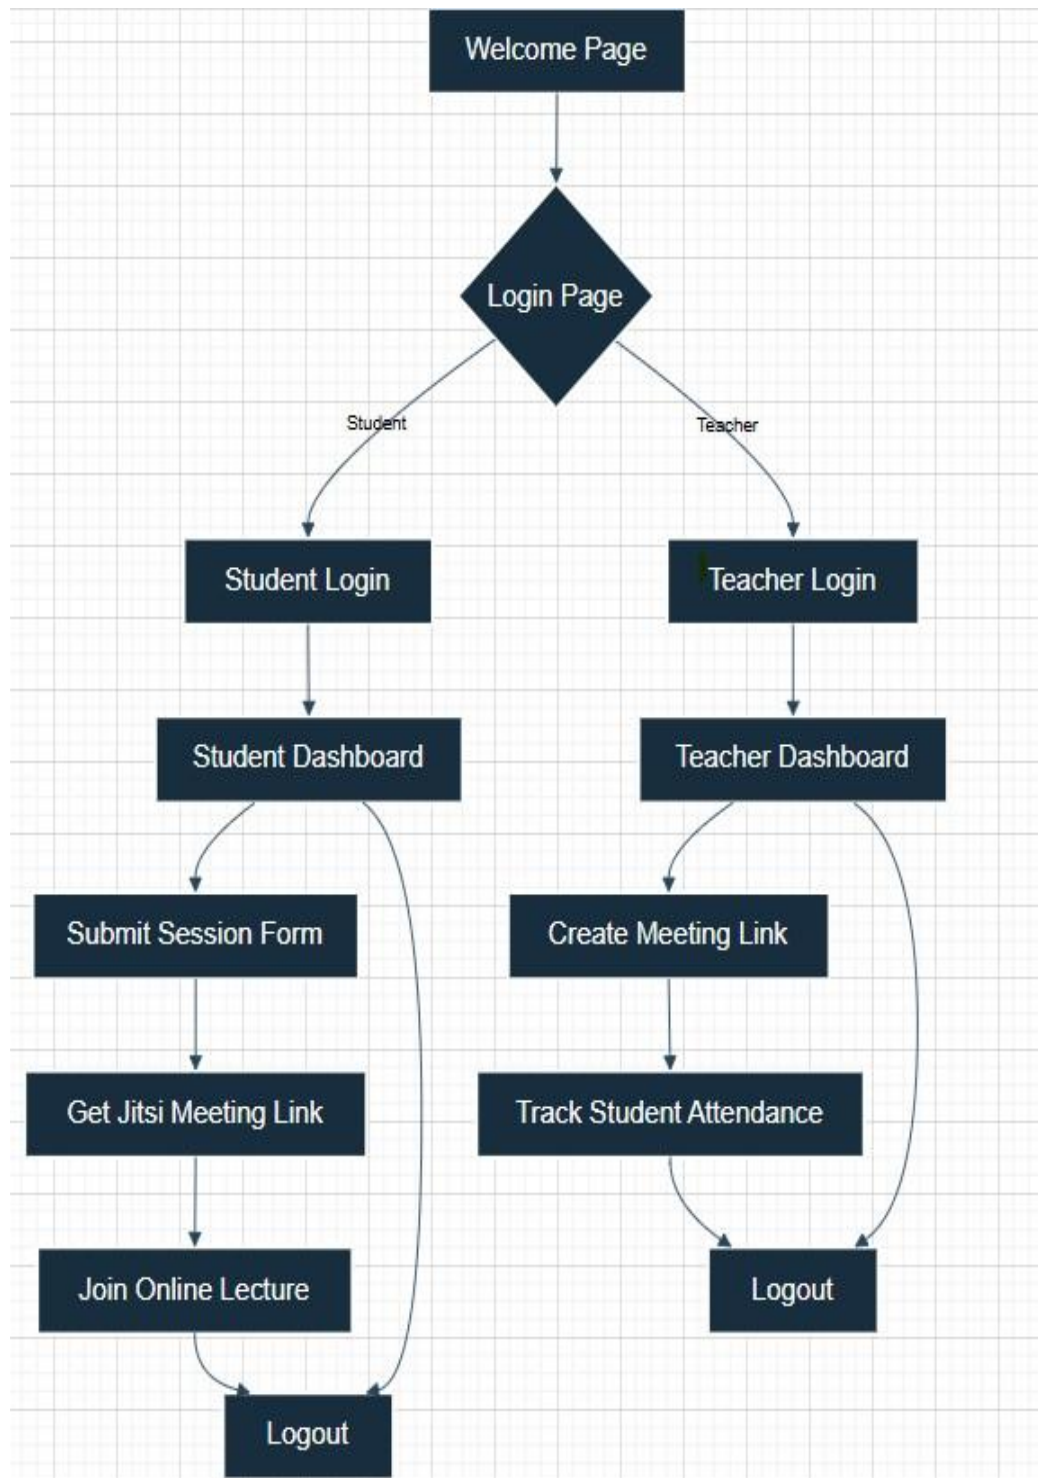 Welcome Page
Login Page
Student
Teacher
Student Login
Teacher Login
Student Dashboard
Teacher Dashboard
Submit Session Form
Create Meeting Link
Get Jitsi Meeting Link
Track Student Attendance
Join Online Lecture
Logout
Logout